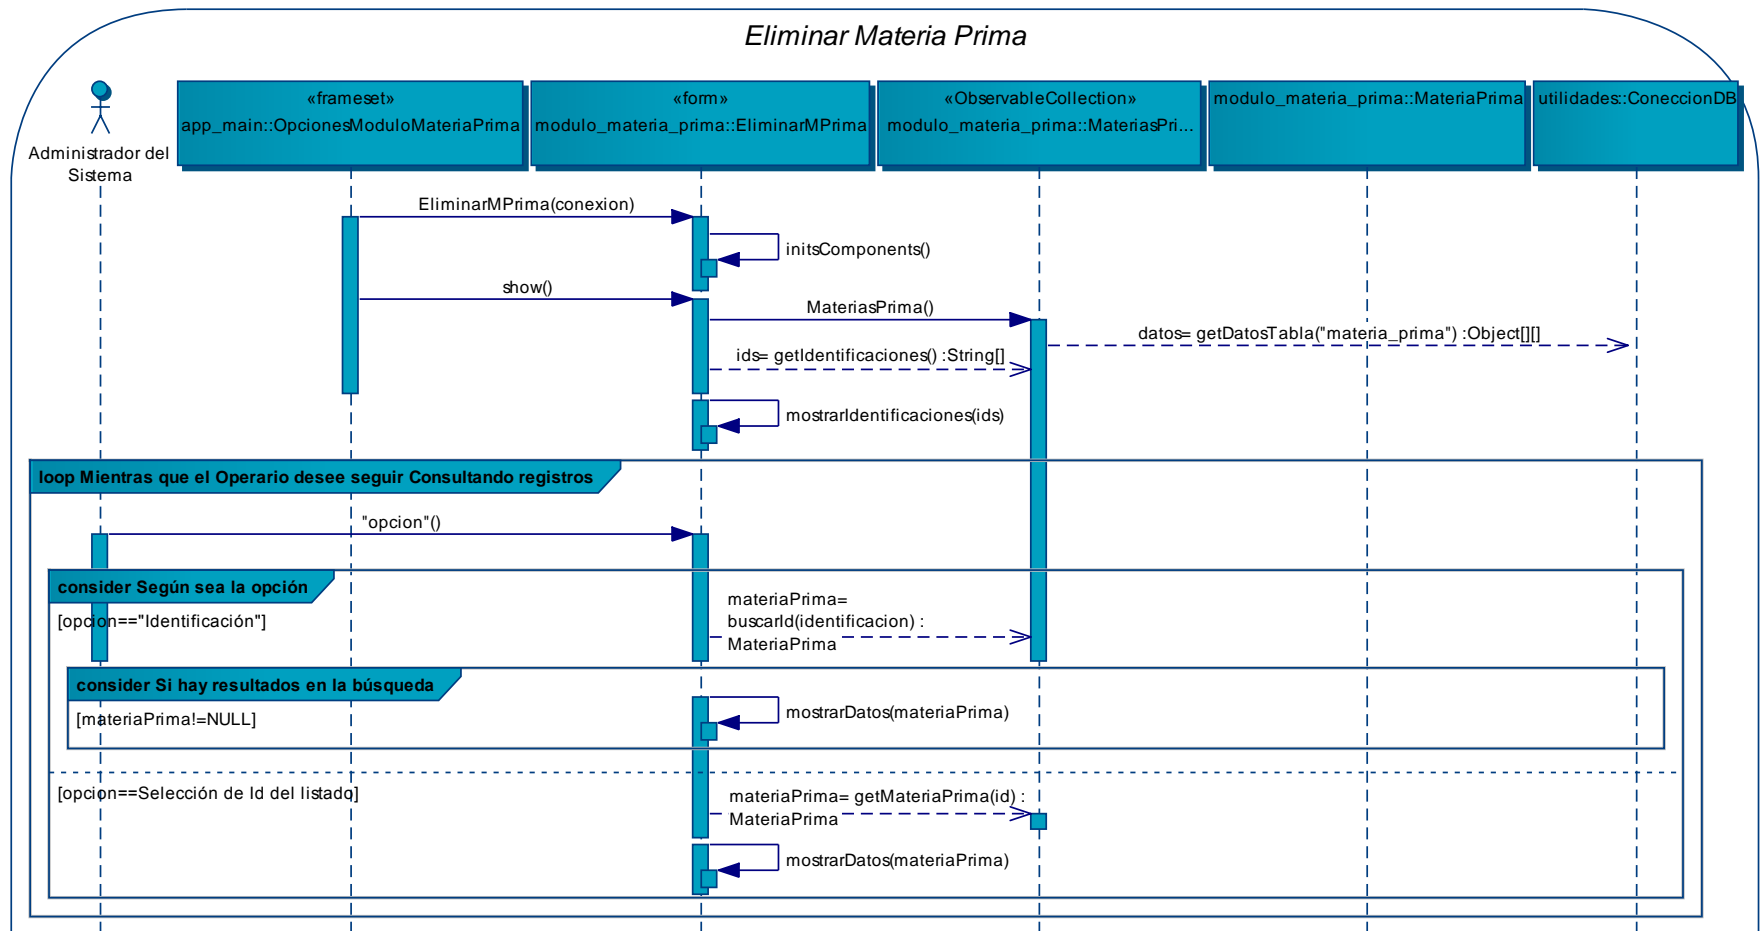 Eliminar Materia Prima
Administrador del
Sistema
«frameset»
app_main::OpcionesModuloMateriaPrima
«form»
modulo_materia_prima::EliminarMPrima
«ObservableCollection»
modulo_materia_prima::MateriasPri...
modulo_materia_prima::MateriaPrima
utilidades::ConeccionDB
EliminarMPrima(conexion)
initsComponents()
show()
MateriasPrima()
datos= getDatosTabla("materia_prima") :Object[][]
ids= getIdentificaciones() :String[]
mostrarIdentificaciones(ids)
loop Mientras que el Operario desee seguir Consultando registros
"opcion"()
consider Según sea la opción
[opcion=="Identificación"]
materiaPrima=
buscarId(identificacion) :
MateriaPrima
consider Si hay resultados en la búsqueda
[materiaPrima!=NULL]
mostrarDatos(materiaPrima)
[opcion==Selección de Id del listado]
materiaPrima= getMateriaPrima(id) :
MateriaPrima
mostrarDatos(materiaPrima)